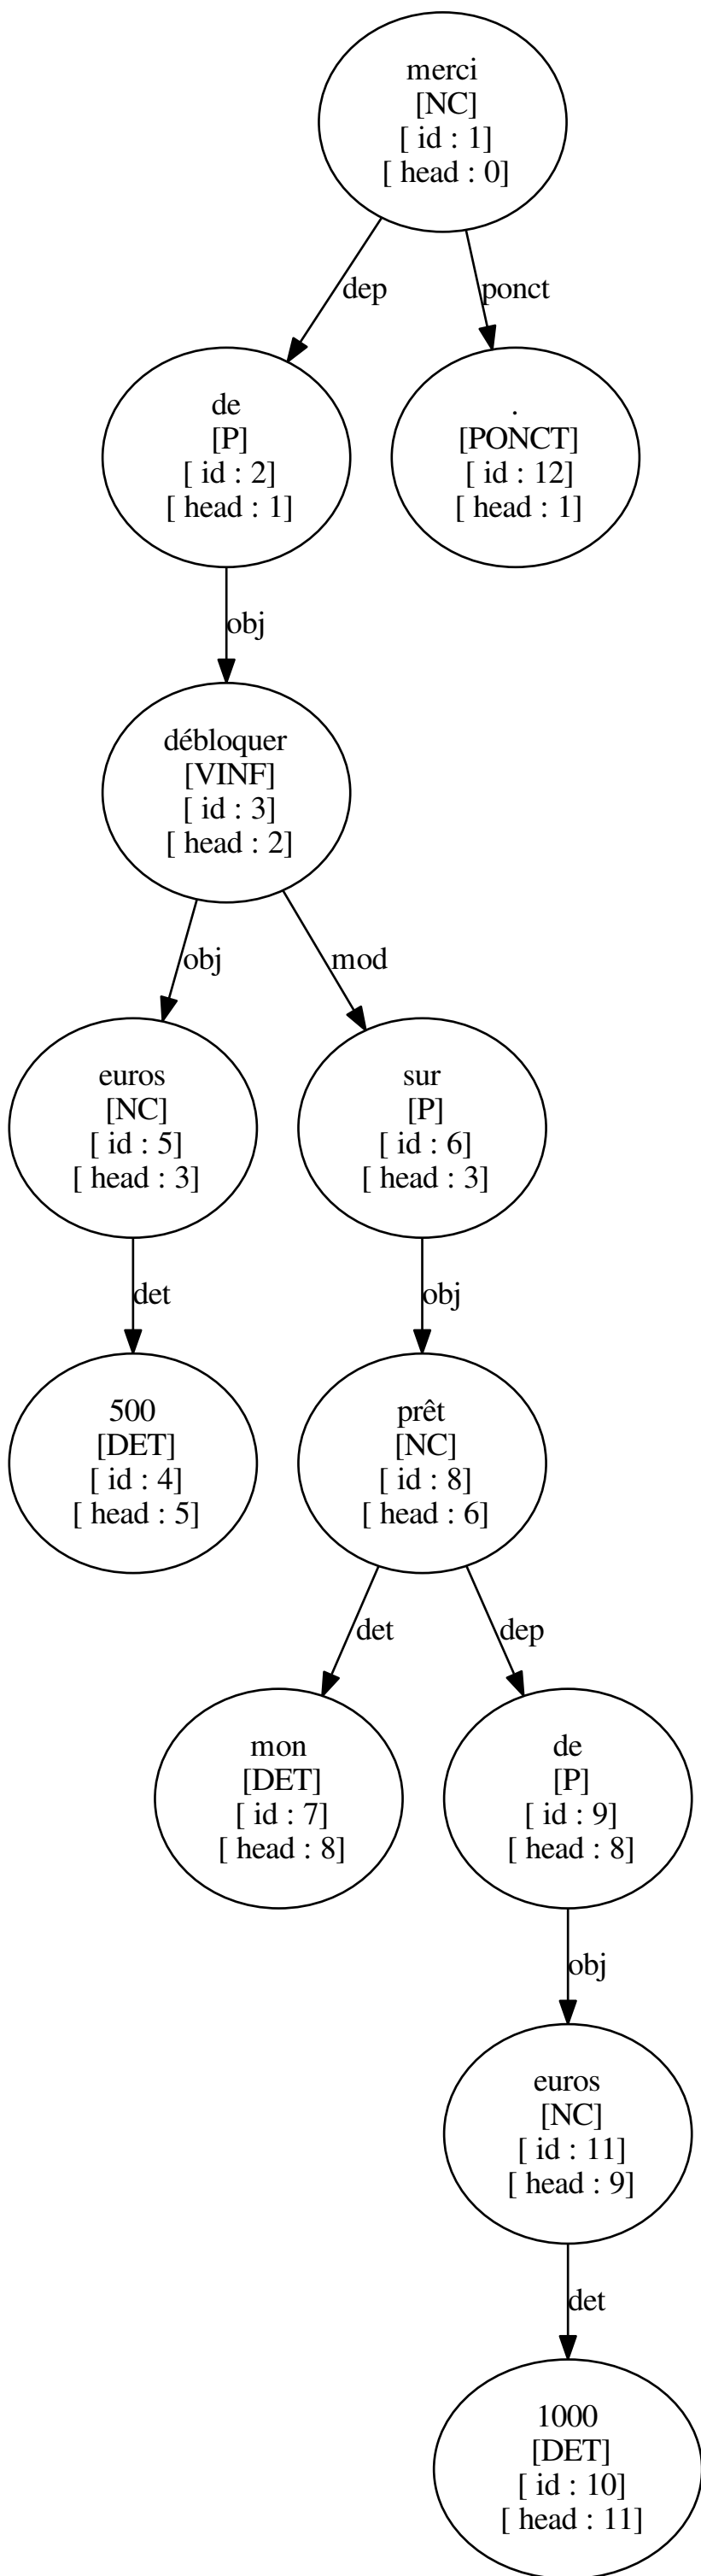 merci
[NC]
[ id : 1]
[ head : 0]
dep
ponct
de
[P]
[ id : 2]
[ head : 1]
.
[PONCT]
[ id : 12]
[ head : 1]
obj
débloquer
[VINF]
[ id : 3]
[ head : 2]
obj
mod
euros
[NC]
[ id : 5]
[ head : 3]
sur
[P]
[ id : 6]
[ head : 3]
det
obj
500
[DET]
[ id : 4]
[ head : 5]
prêt
[NC]
[ id : 8]
[ head : 6]
det
dep
mon
[DET]
[ id : 7]
[ head : 8]
de
[P]
[ id : 9]
[ head : 8]
obj
euros
[NC]
[ id : 11]
[ head : 9]
det
1000
[DET]
[ id : 10]
[ head : 11]